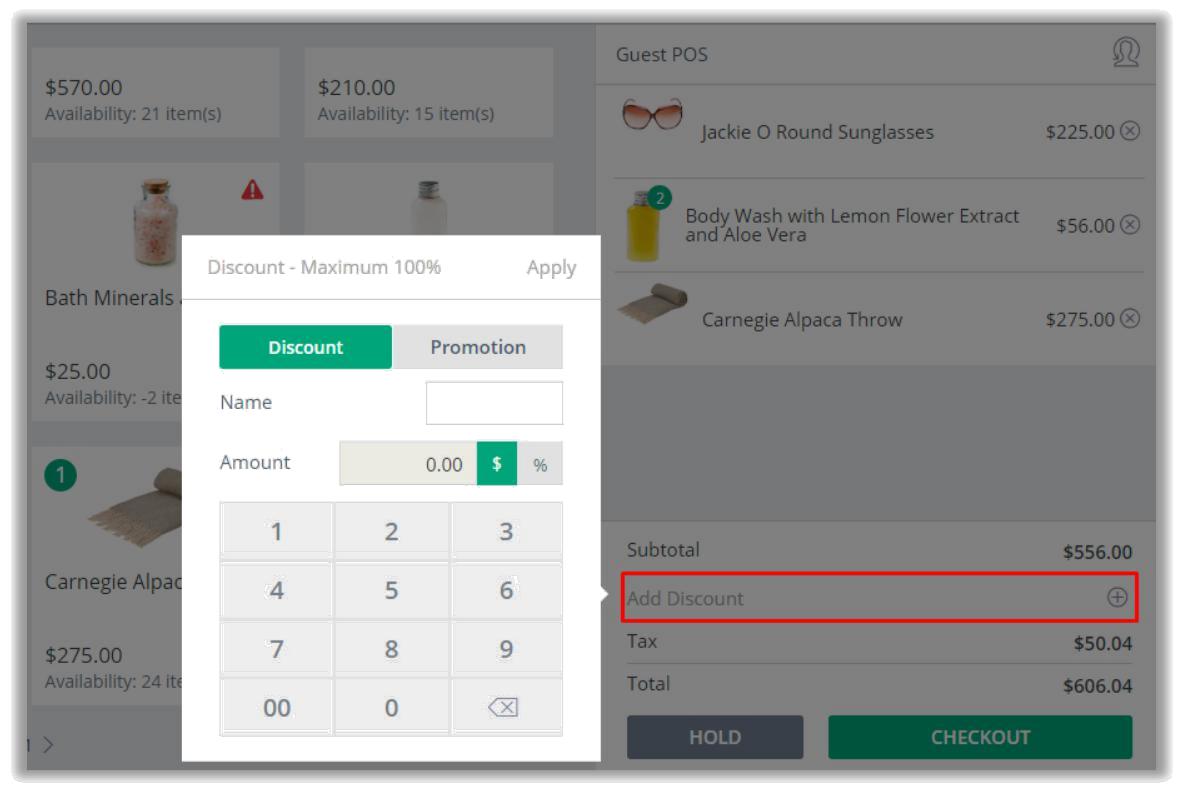 $570.00
Availability: 21 item(s)
$210.00
Availability: 15 item(s)
Bath Minerals
$25.00
Availability: -2 ite
1
Carnegie Alpac
$275.00
Availability: 24 ite
Discount - Maximum 100%
Apply
Discount
Promotion
Name
Amount
0.00
$
%
1
2
3
4
5
6
7
8
9
00
0
Guest POS
Jackie O Round Sunglasses
$225.00
2
Body Wash with Lemon Flower Extract
and Aloe Vera
$56.00
Carnegie Alpaca Throw
$275.00
Subtotal
$556.00
Add Discount
Tax
$50.04
Total
$606.04
HOLD
CHECKOUT